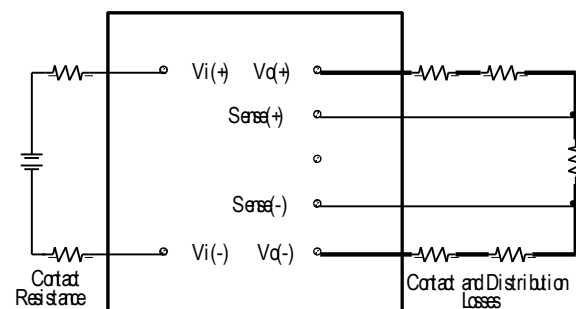 Vi(+) Vo(+)
Sense(+)
Sense(-)
Vi(-) Vo(-)
Contact
Resistance
Contact and Distribution
Losses